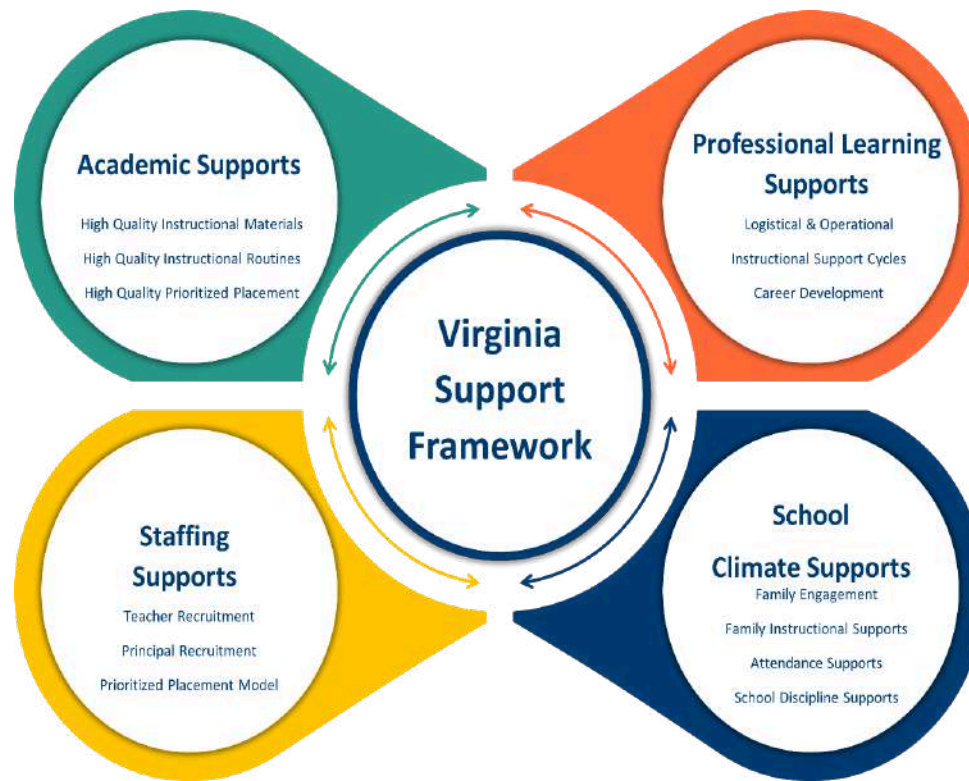 Academic Supports
High Quality Instructional Materials
High Quality Instructional Routines
High Quality Prioritized Placement
Professional Learning
Supports
Logistical & Operational
Instructional Support Cycles
Career Development
Virginia
Support
Framework
Staffing
Supports
Teacher Recruitment
Principal Recruitment
Prioritized Placement Model
School
Climate Supports
Family Engagement
Family Instructional Supports
Attendance Supports
School Discipline Supports